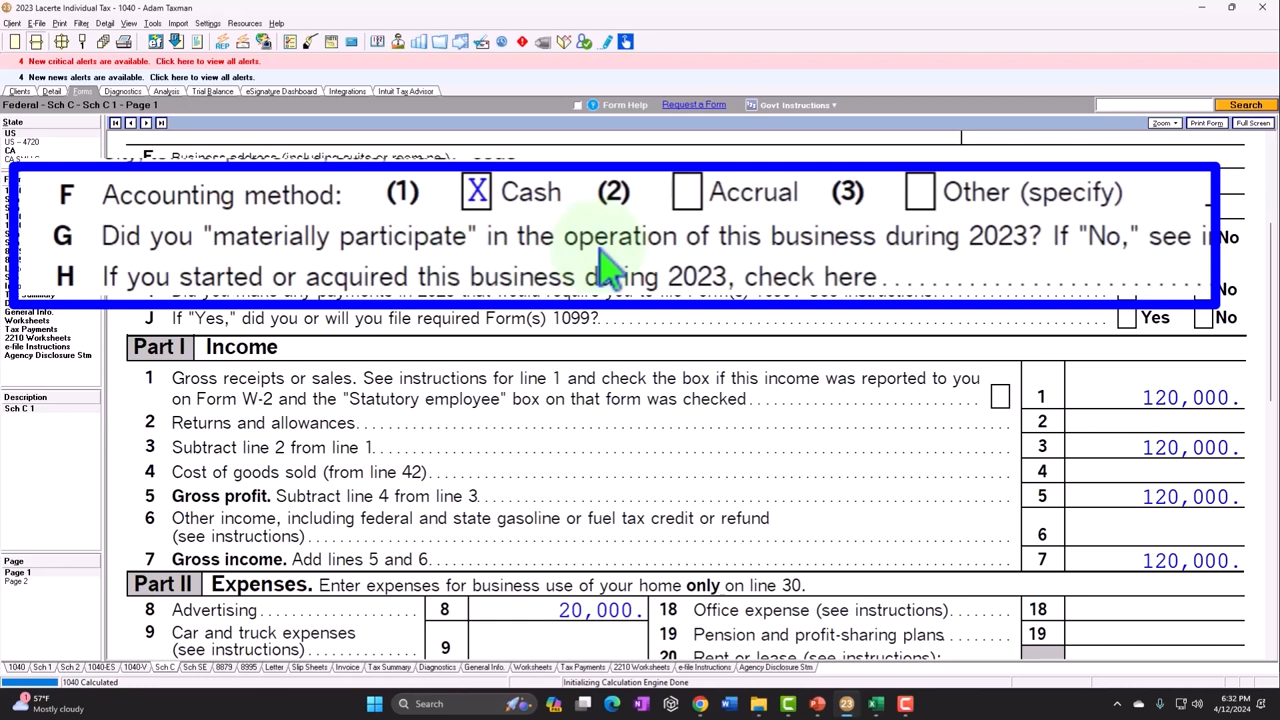 2023 Lacerte Individual Tax - 1040 - Adam Taxman
Client E-File Print Filter Detail View Tools Import Settings Resources Help
4 New critical alerts are available. Click here to view all alerts.
4 New news alerts are available. Click here to view all alerts.
Clients Detail Forms Diagnostics Analysis Trial Balance eSignature Dashboard Integrations Intuit Tax Advisor
Federal - Sch C - Sch C 1 - Page 1
Form Help Request a Form Govt Instructions Search
State
Zoom Print Form Full Screen
US
US - 4720
CA
F Accounting method: (1) X Cash (2) Accrual (3) Other (specify)
G Did you "materially participate" in the operation of this business during 2023? If "No," see in
No
H If you started or acquired this business during 2023, check here
No
General Info.
Worksheets
Tax Payments
2210 Worksheets
e-file Instructions
Agency Disclosure Stm
J If "Yes," did you or will you file required Form(s) 1099? Yes No
Part I Income
1 Gross receipts or sales. See instructions for line 1 and check the box if this income was reported to you
on Form W-2 and the "Statutory employee" box on that form was checked 1 120,000.
Description
Sch C 1
2 Returns and allowances 2
3 Subtract line 2 from line 1 3 120,000.
4 Cost of goods sold (from line 42) 4
5 Gross profit. Subtract line 4 from line 3 5 120,000.
6 Other income, including federal and state gasoline or fuel tax credit or refund
(see instructions) 6
7 Gross income. Add lines 5 and 6 7 120,000.
Page
Page 1
Page 2
Part II Expenses. Enter expenses for business use of your home only on line 30.
8 Advertising 8 20,000. 18 Office expense (see instructions) 18
9 Car and truck expenses
(see instructions) 9
19 Pension and profit-sharing plans 19
20 Rent or lease (see instructions):
1040 Sch 1 Sch 2 1040-ES 1040-V Sch C Sch SE 8879 8995 Letter Slip Sheets Invoice Tax Summary Diagnostics General Info. Worksheets Tax Payments 2210 Worksheets e-file Instructions Agency Disclosure Stm
1040 Calculated Initializing Calculation Engine Done
57°F
Mostly cloudy
Search
23
6:32 PM
4/12/2024